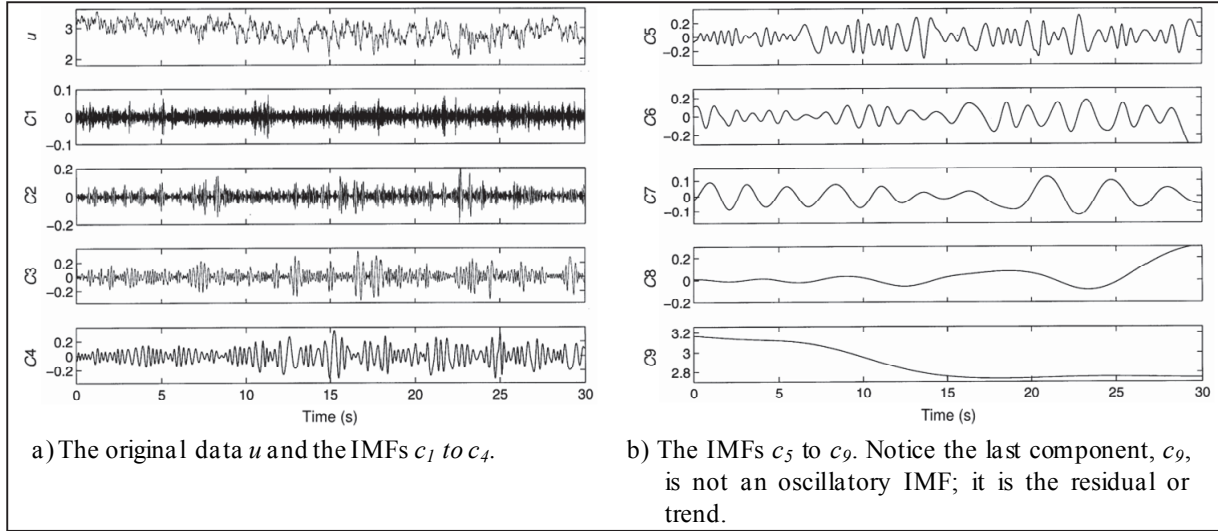 u
3
2
C1
0.1
0
−0.1
C2
0.2
0
−0.2
C3
0.2
0
−0.2
C4
0.2
0
−0.2
0 5 10 15 20 25 30
Time (s)
a) The original data u and the IMFs c1 to c4.
C5
0.2
0
−0.2
C6
0.2
0
−0.2
C7
0.1
0
−0.1
C8
0.2
0
−0.2
C9
3.2
3
2.8
0 5 10 15 20 25 30
Time (s)
b) The IMFs c5 to c9. Notice the last component, c9,
is not an oscillatory IMF; it is the residual or
trend.